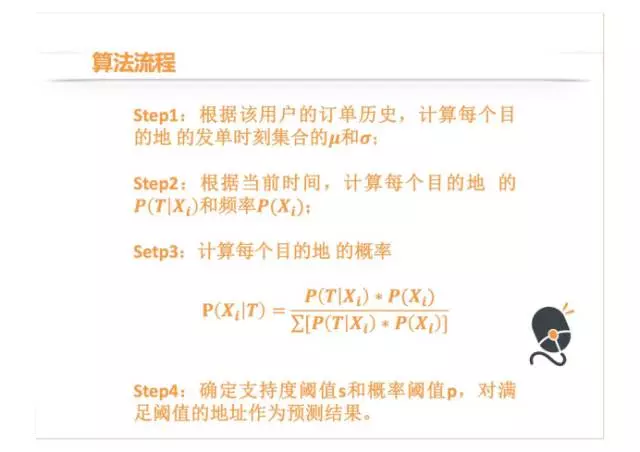 算法流程
Step1：根据该用户的订单历史，计算每个目
的地 的发单时刻集合的μ和σ；
Step2：根据当前时间，计算每个目的地 的
P(T|Xᵢ)和频率P(Xᵢ)；
Setp3：计算每个目的地 的概率
P(Xᵢ|T) = P(T|Xᵢ) * P(Xᵢ) / ∑[P(T|Xᵢ) * P(Xᵢ)]
Step4：确定支持度阈值s和概率阈值p，对满
足阈值的地址作为预测结果。